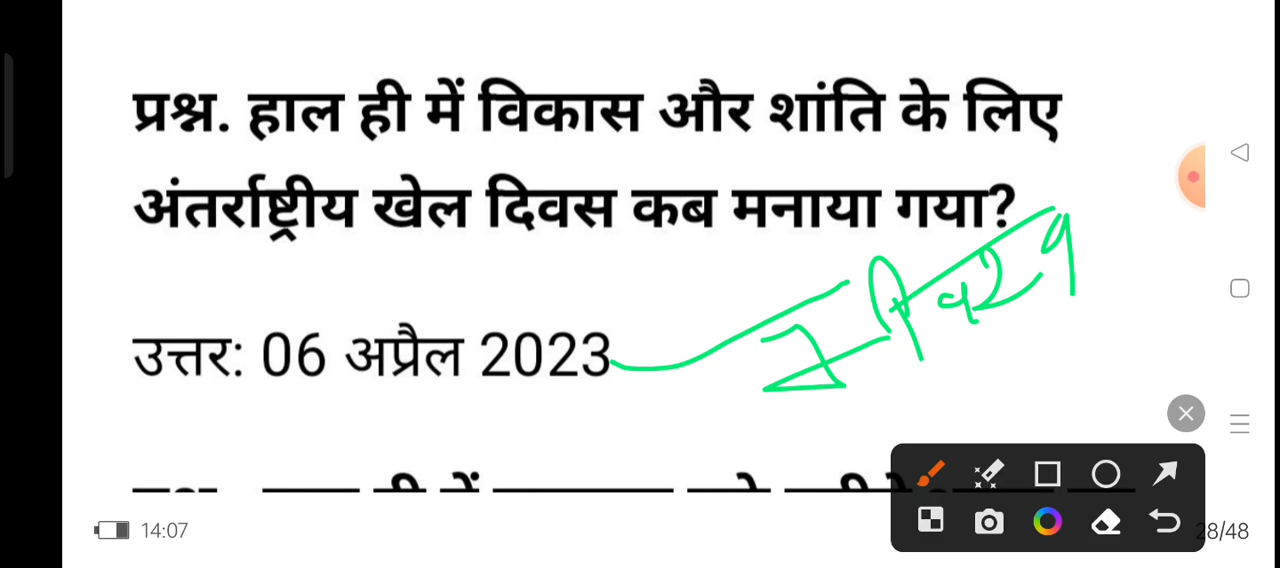 प्रश्न. हाल ही में विकास और शांति के लिए
अंतर्राष्ट्रीय खेल दिवस कब मनाया गया?
उत्तर: 06 अप्रैल 2023
14:07
28/48